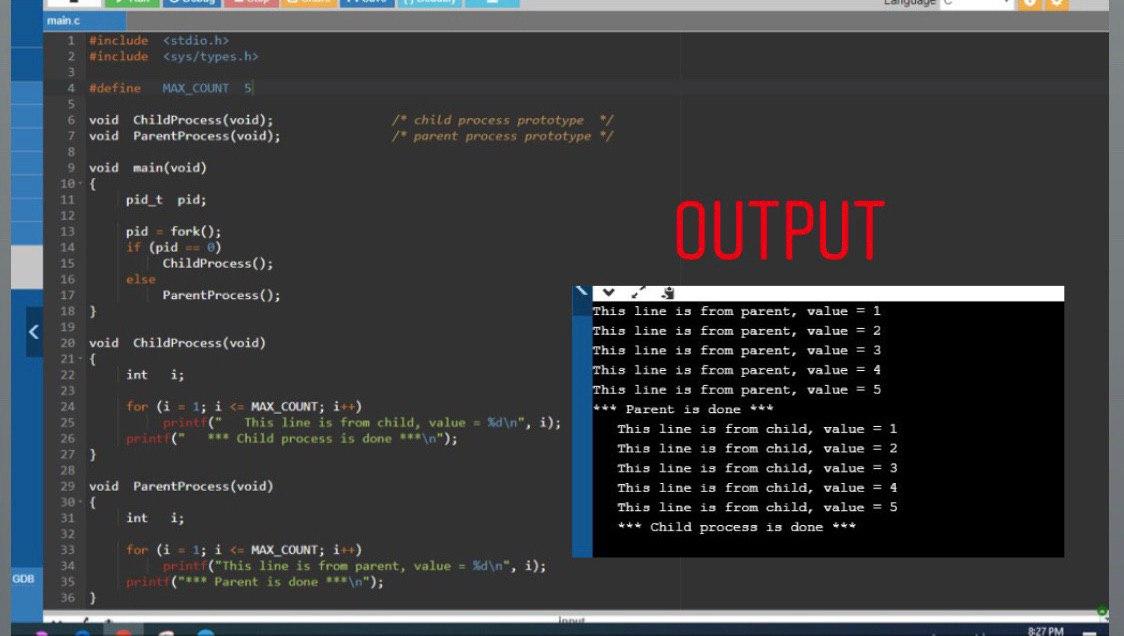 Language C
main.c
1 #include <stdio.h>
2 #include <sys/types.h>
3
4 #define MAX_COUNT 5
5
6 void ChildProcess(void); /* child process prototype */
7 void ParentProcess(void); /* parent process prototype */
8
9 void main(void)
10 {
11 pid_t pid;
12
13 pid = fork();
14 if (pid == 0)
15 ChildProcess();
16 else
17 ParentProcess();
18 }
19
20 void ChildProcess(void)
21 {
22 int i;
23
24 for (i = 1; i <= MAX_COUNT; i++)
25 printf("   This line is from child, value = %d\n", i);
26 printf("   *** Child process is done ***\n");
27 }
28
29 void ParentProcess(void)
30 {
31 int i;
32
33 for (i = 1; i <= MAX_COUNT; i++)
34 printf("This line is from parent, value = %d\n", i);
35 printf("*** Parent is done ***\n");
36 }
OUTPUT
This line is from parent, value = 1
This line is from parent, value = 2
This line is from parent, value = 3
This line is from parent, value = 4
This line is from parent, value = 5
*** Parent is done ***
This line is from child, value = 1
This line is from child, value = 2
This line is from child, value = 3
This line is from child, value = 4
This line is from child, value = 5
*** Child process is done ***
GDB
input
8:27 PM